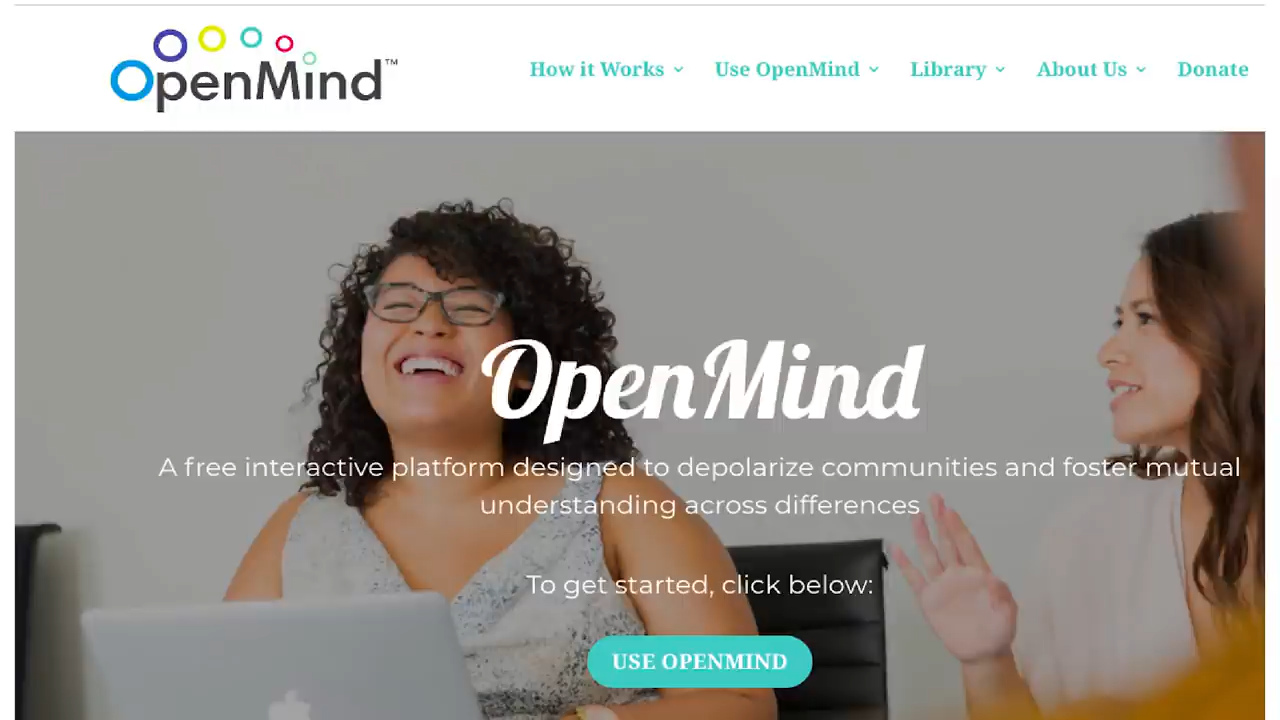 OpenMind™
How it Works Use OpenMind Library About Us Donate
OpenMind
A free interactive platform designed to depolarize communities and foster mutual
understanding across differences
To get started, click below:
USE OPENMIND